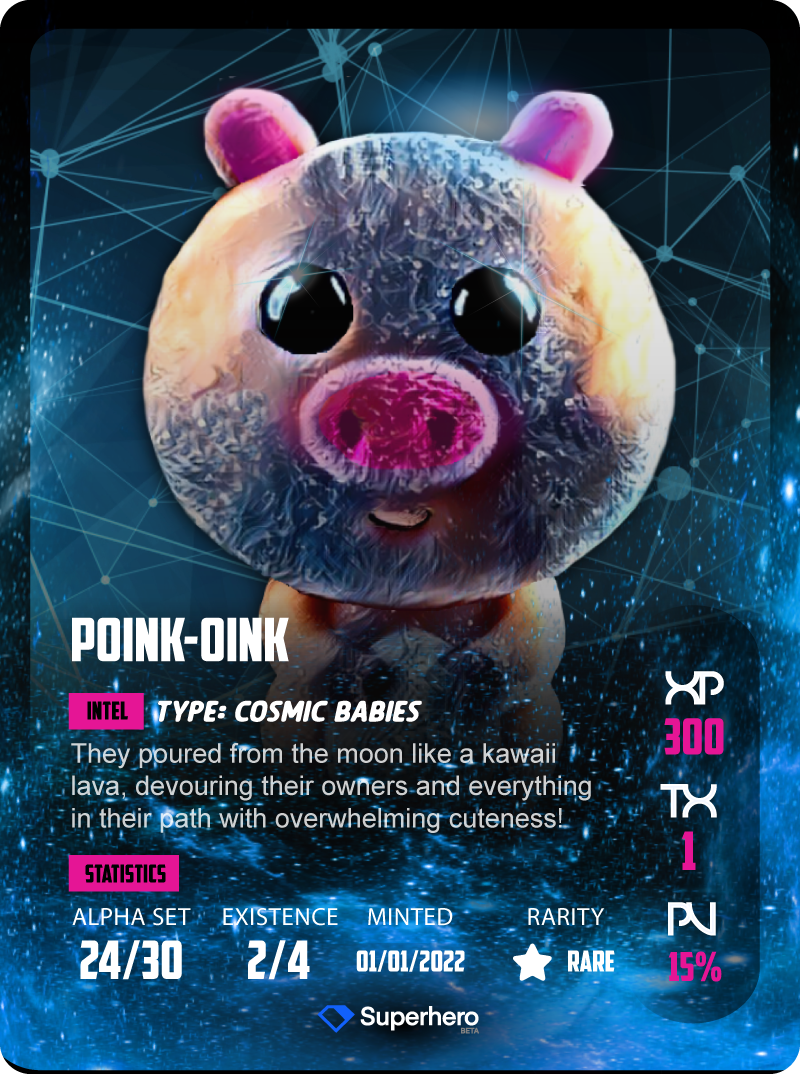 POINK-OINK
INTEL TYPE: COSMIC BABIES
They poured from the moon like a kawaii
lava, devouring their owners and everything
in their path with overwhelming cuteness!
STATISTICS
ALPHA SET EXISTENCE MINTED RARITY
24/30 2/4 01/01/2022 RARE
XP
300
TX
1
PV
15%
Superhero
BETA